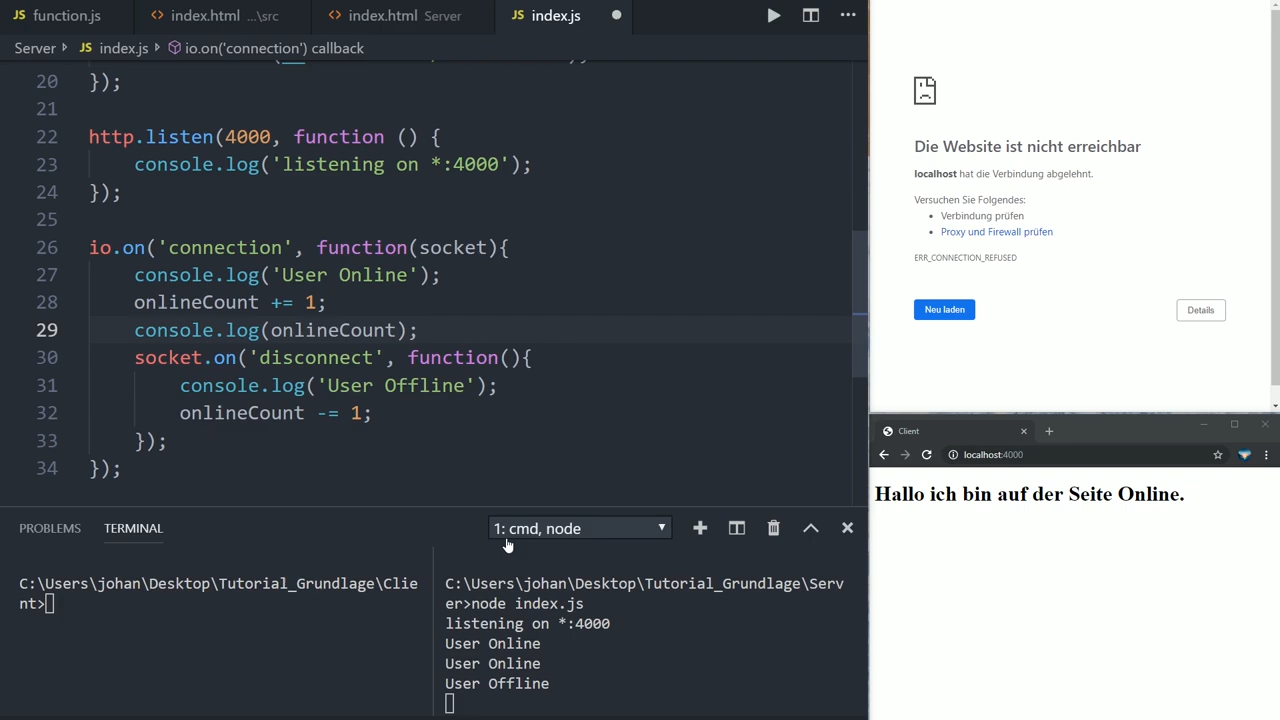 JS function.js
<> index.html ...\src
<> index.html Server
JS index.js
Server JS index.js io.on('connection') callback
20 });
21
22 http.listen(4000, function () {
23 console.log('listening on *:4000');
24 });
25
26 io.on('connection', function(socket){
27 console.log('User Online');
28 onlineCount += 1;
29 console.log(onlineCount);
30 socket.on('disconnect', function(){
31 console.log('User Offline');
32 onlineCount -= 1;
33 });
34 });
PROBLEMS TERMINAL 1: cmd, node
C:\Users\johan\Desktop\Tutorial_Grundlage\Clie
nt>
C:\Users\johan\Desktop\Tutorial_Grundlage\Serv
er>node index.js
listening on *:4000
User Online
User Online
User Offline
Die Website ist nicht erreichbar
localhost hat die Verbindung abgelehnt.
Versuchen Sie Folgendes:
• Verbindung prüfen
• Proxy und Firewall prüfen
ERR_CONNECTION_REFUSED
Neu laden
Details
Client
localhost:4000
Hallo ich bin auf der Seite Online.